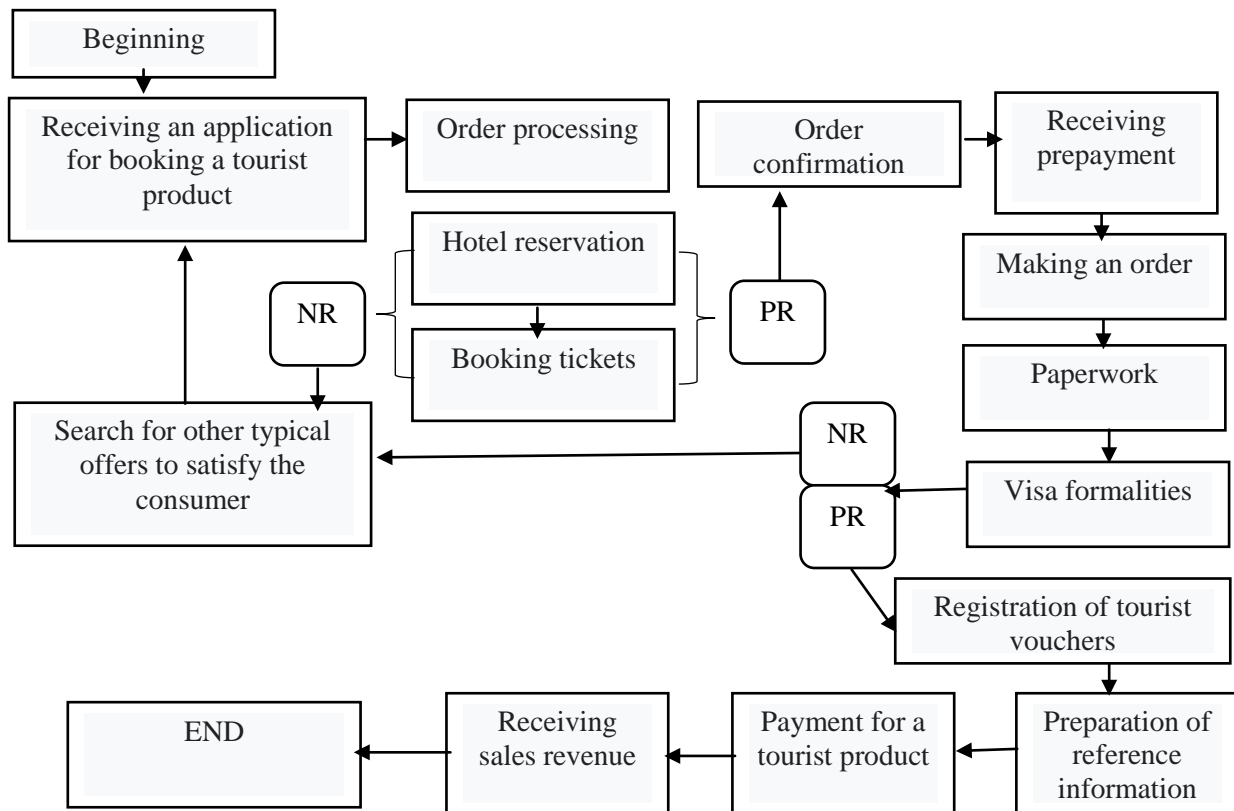 Beginning
Receiving an application
for booking a tourist
product
Order processing
Order
confirmation
Receiving
prepayment
Hotel reservation
Making an order
NR
PR
Booking tickets
Paperwork
Search for other typical
offers to satisfy the
consumer
NR
PR
Visa formalities
Registration of tourist
vouchers
END
Receiving
sales revenue
Payment for a
tourist product
Preparation of
reference
information